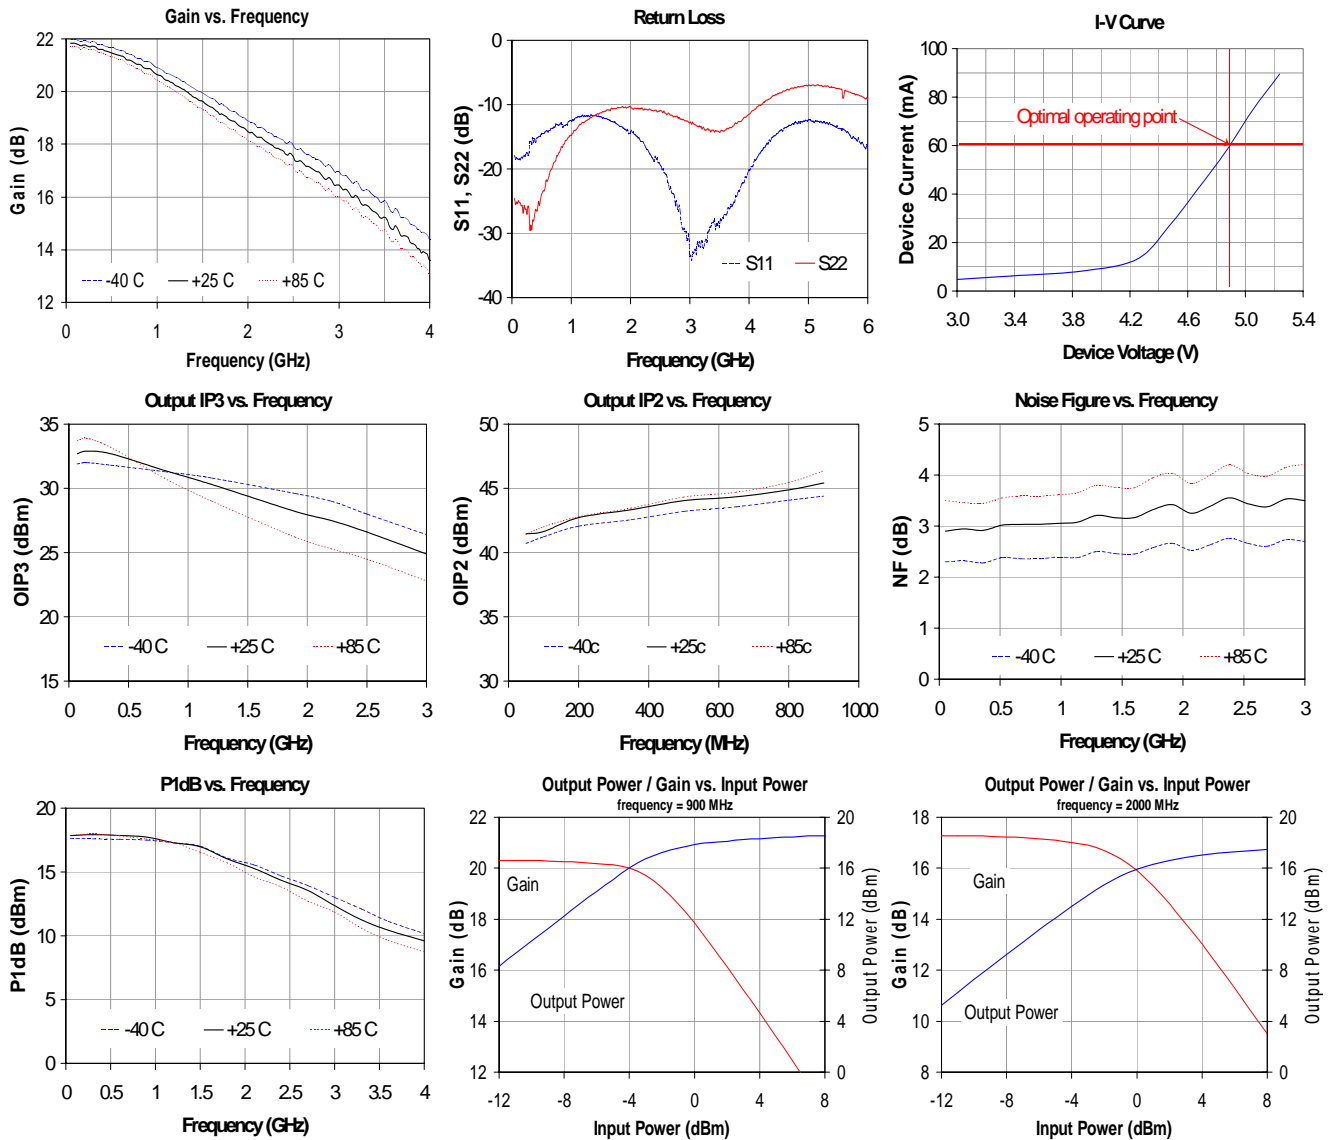 Gain vs. Frequency
Gain (dB)
22
20
18
16
14
12
-40 C +25 C +85 C
0 1 2 3 4
Frequency (GHz)
Return Loss
S11, S22 (dB)
0
-10
-20
-30
-40
S11 S22
0 1 2 3 4 5 6
Frequency (GHz)
I-V Curve
Device Current (mA)
100
80
60
40
20
0
Optimal operating point
3.0 3.4 3.8 4.2 4.6 5.0 5.4
Device Voltage (V)
Output IP3 vs. Frequency
OIP3 (dBm)
35
30
25
20
15
-40 C +25 C +85 C
0 0.5 1 1.5 2 2.5 3
Frequency (GHz)
Output IP2 vs. Frequency
OIP2 (dBm)
50
45
40
35
30
-40c +25c +85c
0 200 400 600 800 1000
Frequency (MHz)
Noise Figure vs. Frequency
NF (dB)
5
4
3
2
1
0
-40 C +25 C +85 C
0 0.5 1 1.5 2 2.5 3
Frequency (GHz)
P1dB vs. Frequency
P1dB (dBm)
20
15
10
5
0
-40 C +25 C +85 C
0 0.5 1 1.5 2 2.5 3 3.5 4
Frequency (GHz)
Output Power / Gain vs. Input Power
frequency = 900 MHz
Gain (dB)
22
20
18
16
14
12
Gain
Output Power
20
16
12
8
4
0
Output Power (dBm)
-12 -8 -4 0 4 8
Input Power (dBm)
Output Power / Gain vs. Input Power
frequency = 2000 MHz
Gain (dB)
18
16
14
12
10
8
Gain
Output Power
20
16
12
8
4
0
Output Power (dBm)
-12 -8 -4 0 4 8
Input Power (dBm)